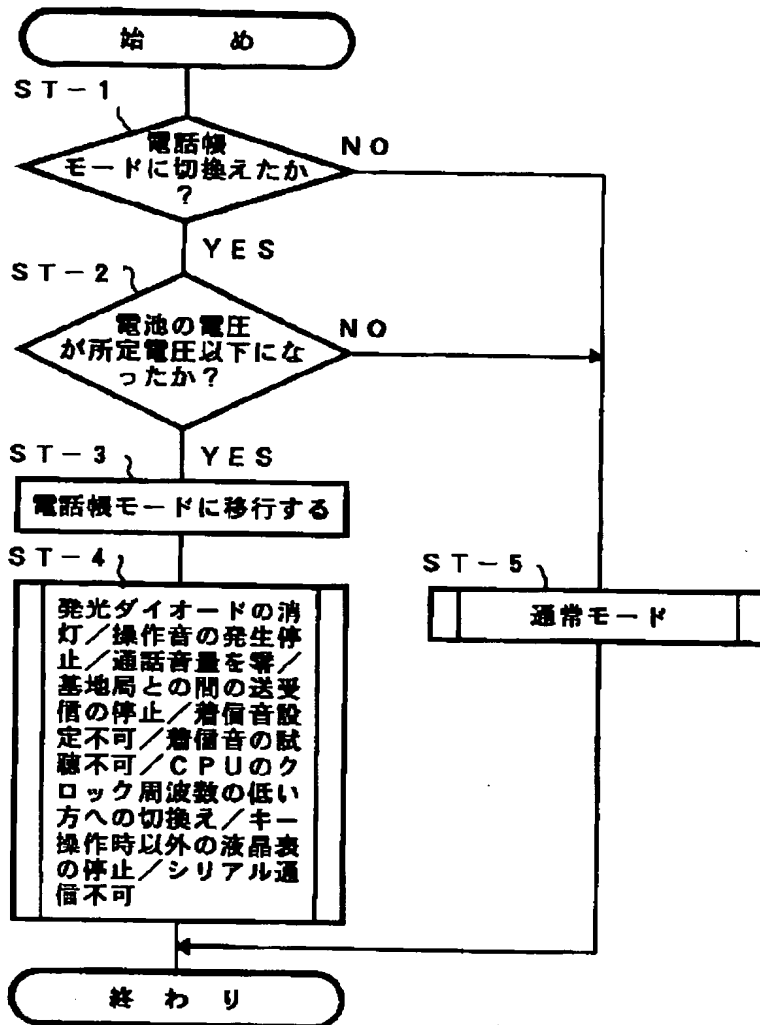 始め
ST-1
電話帳
モードに切換えたか
?
NO
YES
ST-2
電池の電圧
が所定電圧以下にな
ったか?
NO
YES
ST-3
電話帳モードに移行する
ST-4
発光ダイオードの消
灯/操作音の発生停
止/通話音量を零/
基地局との間の送受
信の停止/着信音設
定不可/着信音の試
聴不可/CPUのク
ロック周波数の低い
方への切換え/キー
操作時以外の液晶表
の停止/シリアル通
信不可
ST-5
通常モード
終わり